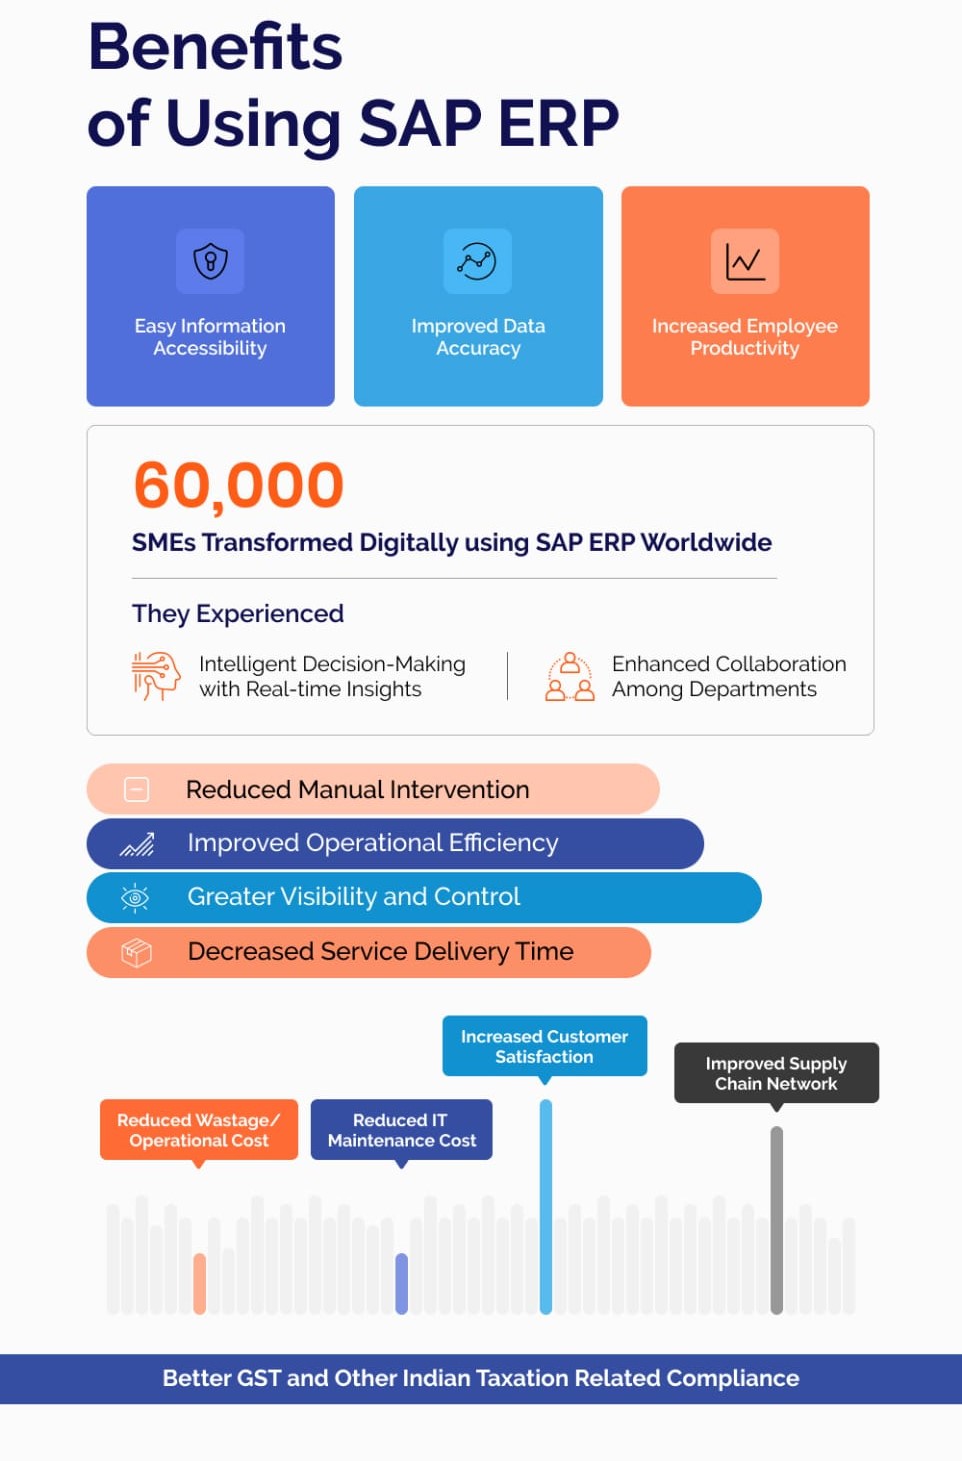 Benefits
of Using SAP ERP
Easy Information
Accessibility
Improved Data
Accuracy
Increased Employee
Productivity
60,000
SMEs Transformed Digitally using SAP ERP Worldwide
They Experienced
Intelligent Decision-Making
with Real-time Insights
Enhanced Collaboration
Among Departments
Reduced Manual Intervention
Improved Operational Efficiency
Greater Visibility and Control
Decreased Service Delivery Time
Increased Customer
Satisfaction
Improved Supply
Chain Network
Reduced Wastage/
Operational Cost
Reduced IT
Maintenance Cost
Better GST and Other Indian Taxation Related Compliance